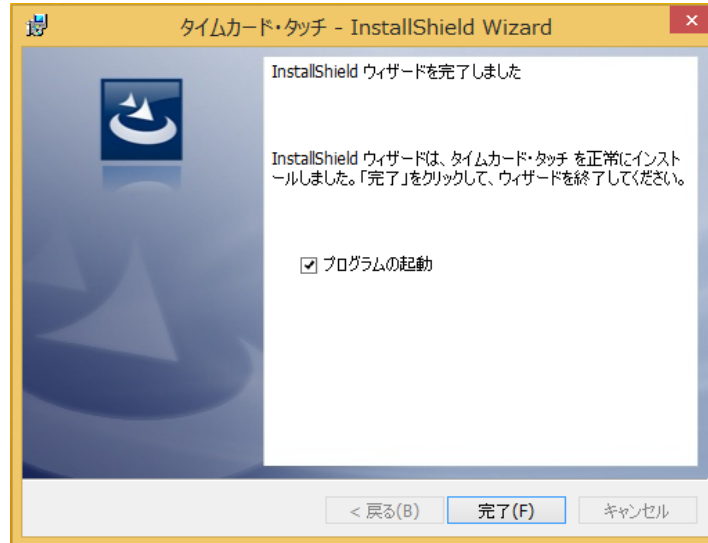 タイムカード・タッチ - InstallShield Wizard
InstallShield ウィザードを完了しました
InstallShield ウィザードは、タイムカード・タッチ を正常にインスト
ールしました。「完了」をクリックして、ウィザードを終了してください。
プログラムの起動
< 戻る(B)
完了(F)
キャンセル